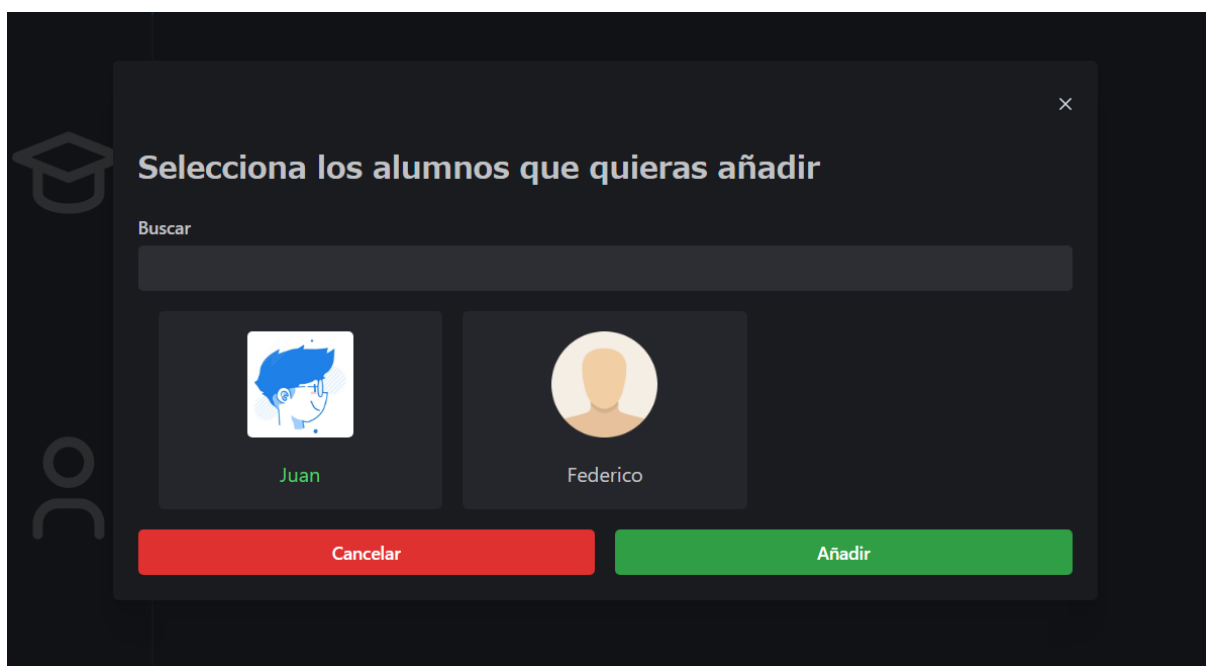 Selecciona los alumnos que quieras añadir
Buscar
Juan
Federico
Cancelar
Añadir